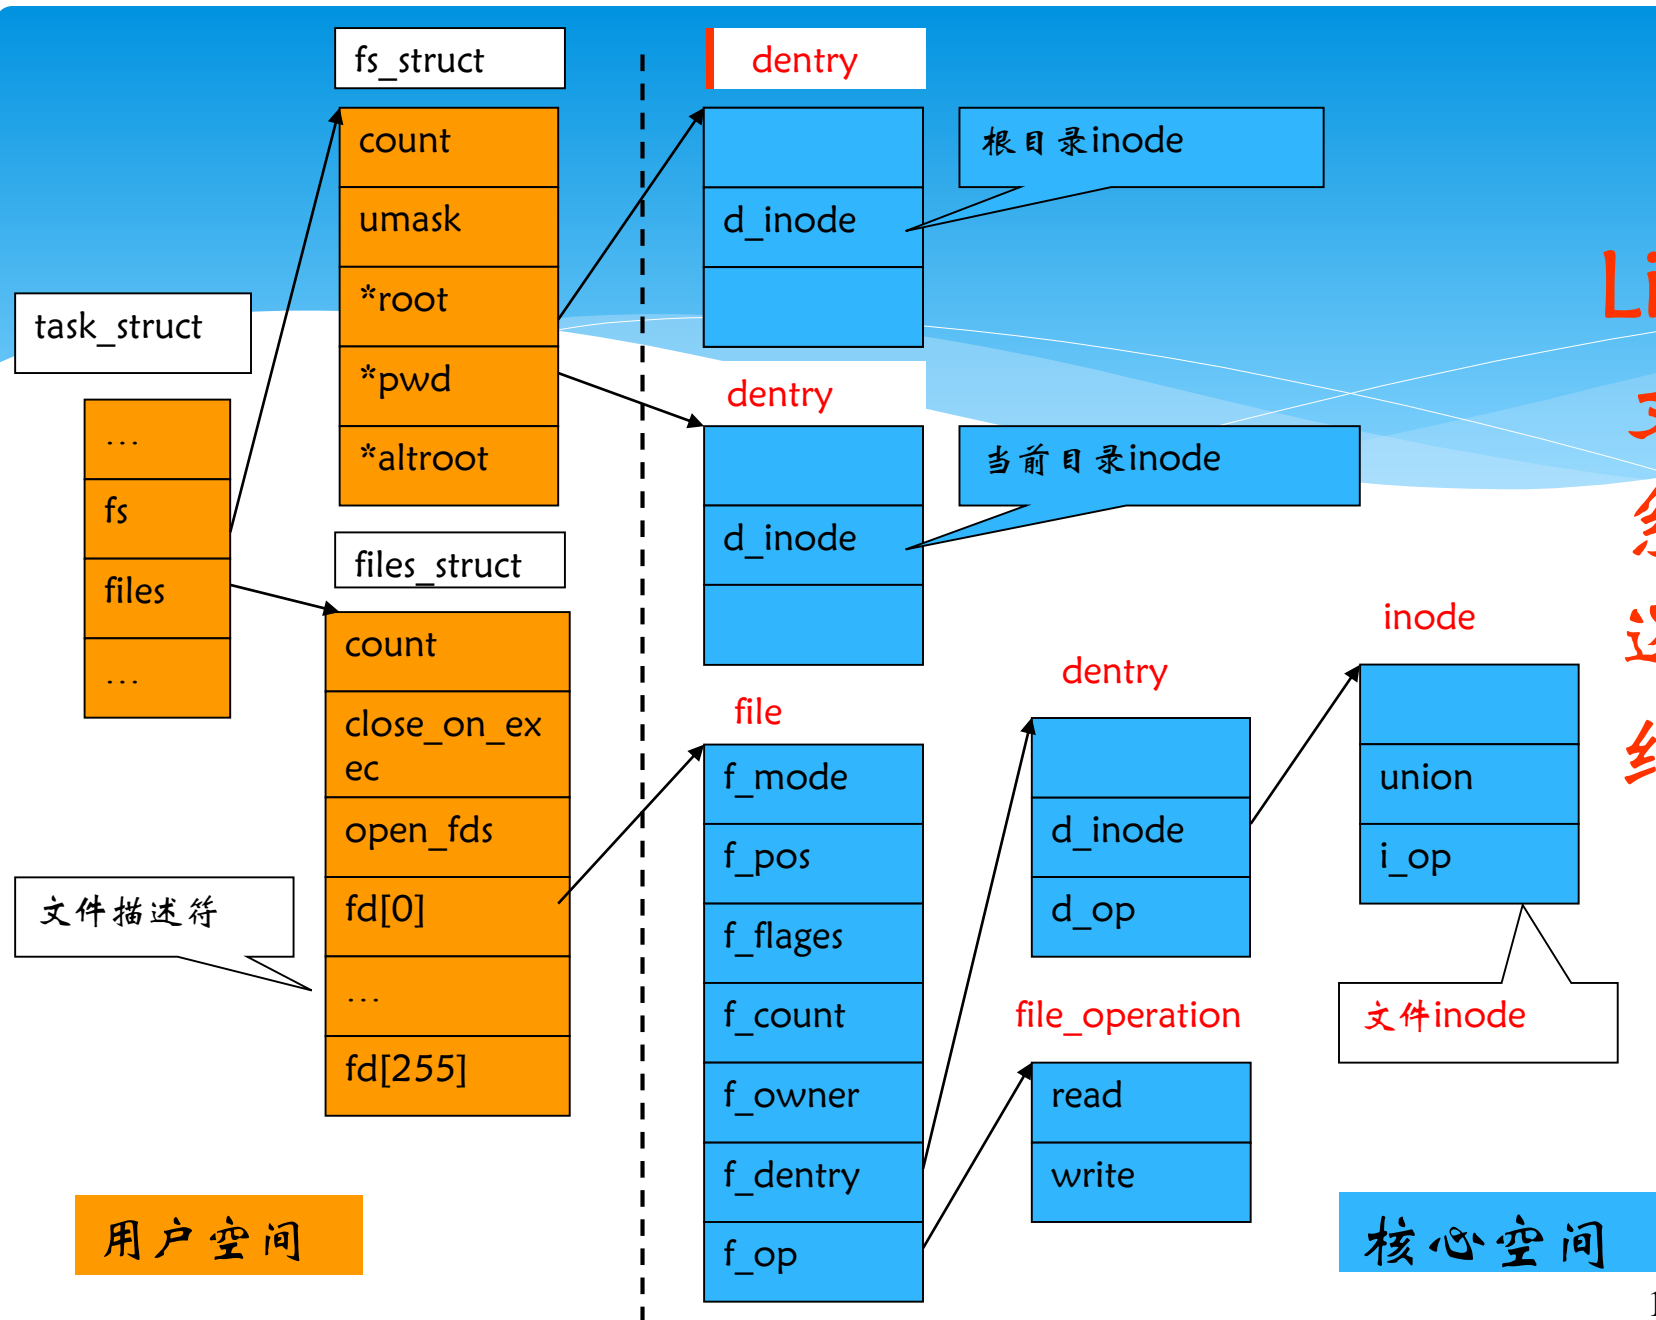 fs_struct
count
umask
*root
*pwd
*altroot
task_struct
…
fs
files
…
files_struct
count
close_on_ex
ec
open_fds
fd[0]
…
fd[255]
文件描述符
用户空间
dentry
d_inode
根目录inode
dentry
d_inode
当前目录inode
file
f_mode
f_pos
f_flages
f_count
f_owner
f_dentry
f_op
dentry
d_inode
d_op
file_operation
read
write
inode
union
i_op
文件inode
核心空间
Li